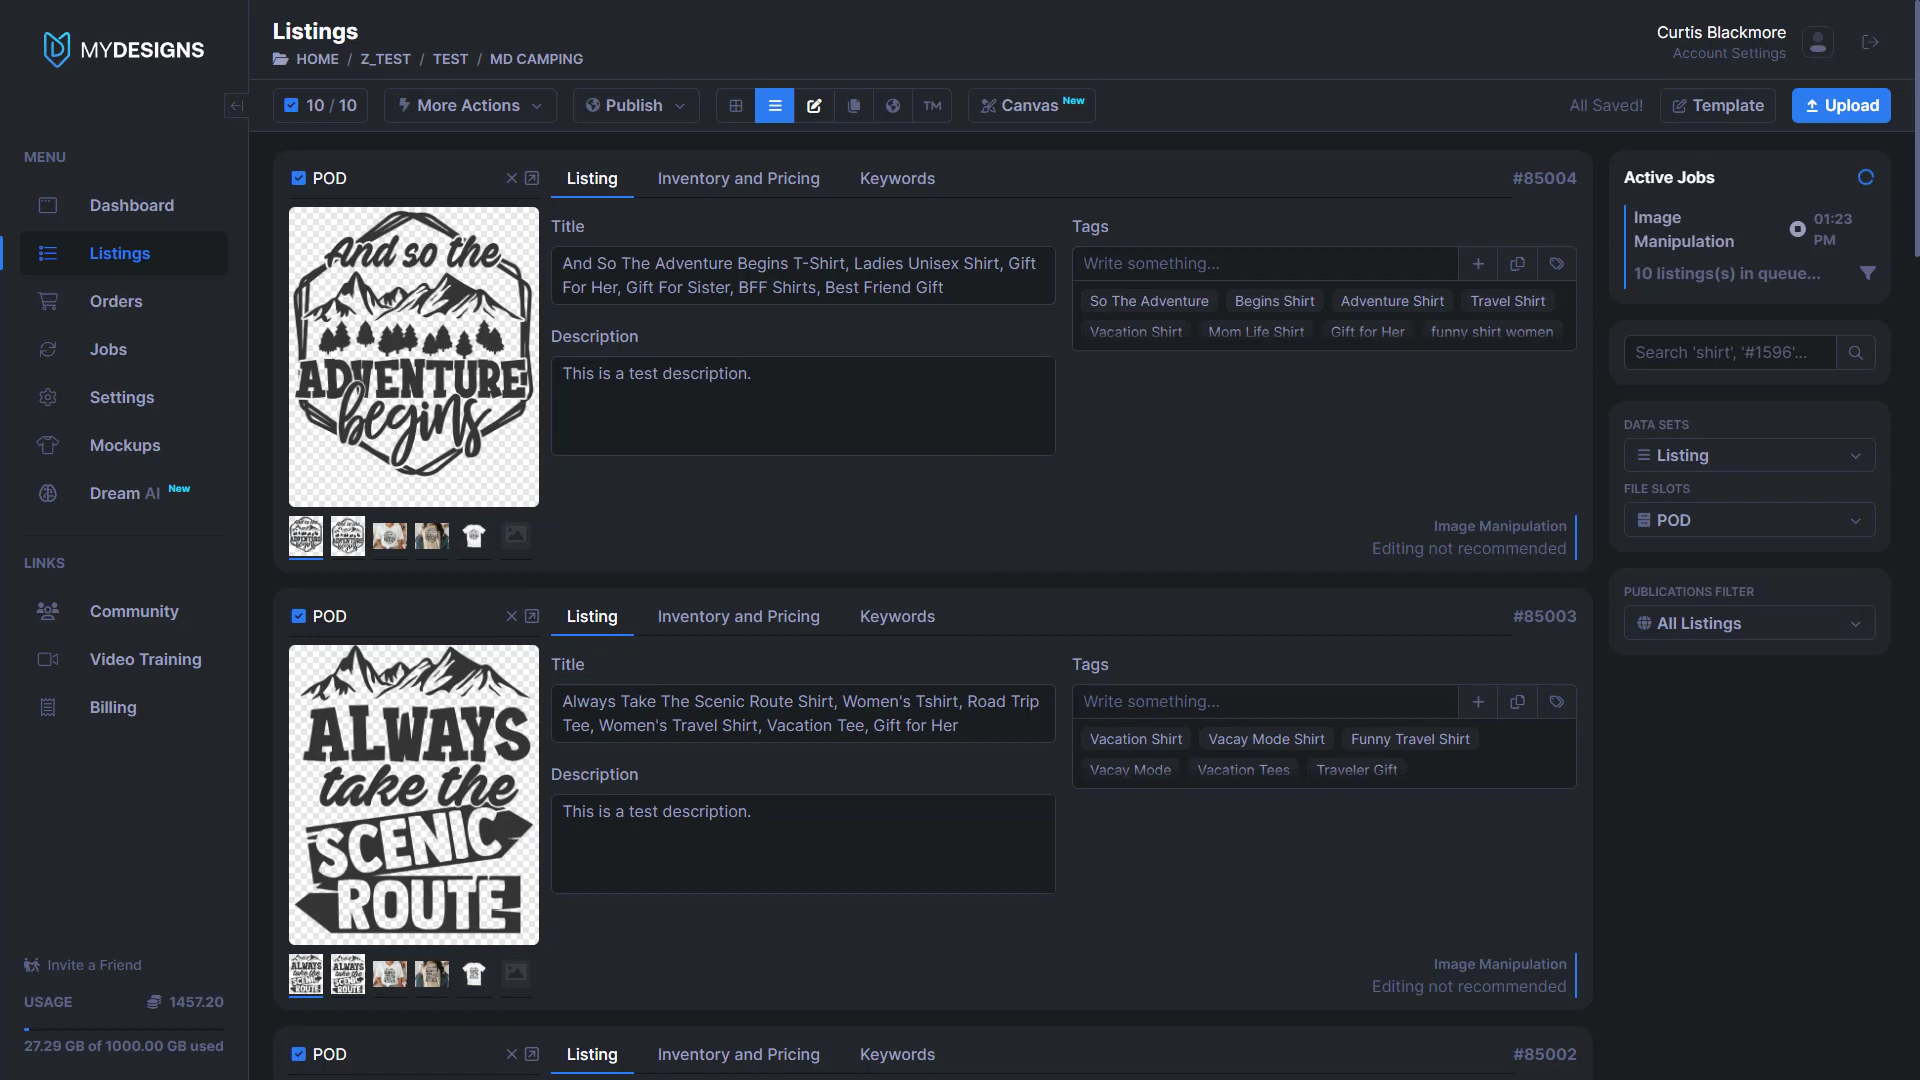 MYDESIGNS
Listings
HOME / Z_TEST / TEST / MD CAMPING
Curtis Blackmore
Account Settings
10 / 10
More Actions
Publish
TM
Canvas New
All Saved!
Template
Upload
MENU
Dashboard
Listings
Orders
Jobs
Settings
Mockups
Dream AI New
LINKS
Community
Video Training
Billing
Invite a Friend
USAGE
1457.20
27.29 GB of 1000.00 GB used
POD
Listing
Inventory and Pricing
Keywords
#85004
And so the
ADVENTURE
begins
Title
And So The Adventure Begins T-Shirt, Ladies Unisex Shirt, Gift
For Her, Gift For Sister, BFF Shirts, Best Friend Gift
Description
This is a test description.
Tags
Write something...
So The Adventure
Begins Shirt
Adventure Shirt
Travel Shirt
Vacation Shirt
Mom Life Shirt
Gift for Her
funny shirt women
Image Manipulation
Editing not recommended
POD
Listing
Inventory and Pricing
Keywords
#85003
ALWAYS
take the
SCENIC
ROUTE
Title
Always Take The Scenic Route Shirt, Women's Tshirt, Road Trip
Tee, Women's Travel Shirt, Vacation Tee, Gift for Her
Description
This is a test description.
Tags
Write something...
Vacation Shirt
Vacay Mode Shirt
Funny Travel Shirt
Vacay Mode
Vacation Tees
Traveler Gift
Image Manipulation
Editing not recommended
POD
Listing
Inventory and Pricing
Keywords
#85002
Active Jobs
Image
Manipulation
01:23
PM
10 listings(s) in queue...
Search 'shirt', '#1596'...
DATA SETS
Listing
FILE SLOTS
POD
PUBLICATIONS FILTER
All Listings